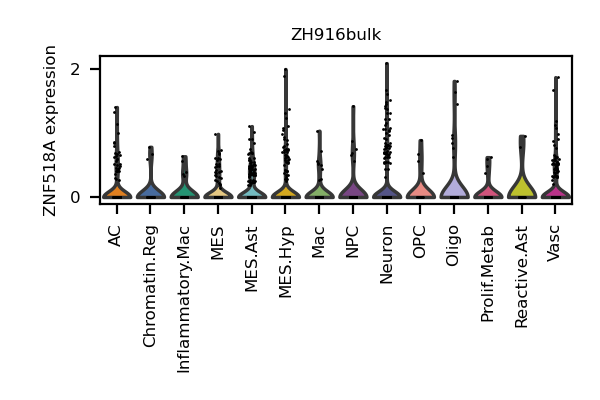 ZH916bulk
ZNF518A expression
2
0
AC
Chromatin.Reg
Inflammatory.Mac
MES
MES.Ast
MES.Hyp
Mac
NPC
Neuron
OPC
Oligo
Prolif.Metab
Reactive.Ast
Vasc